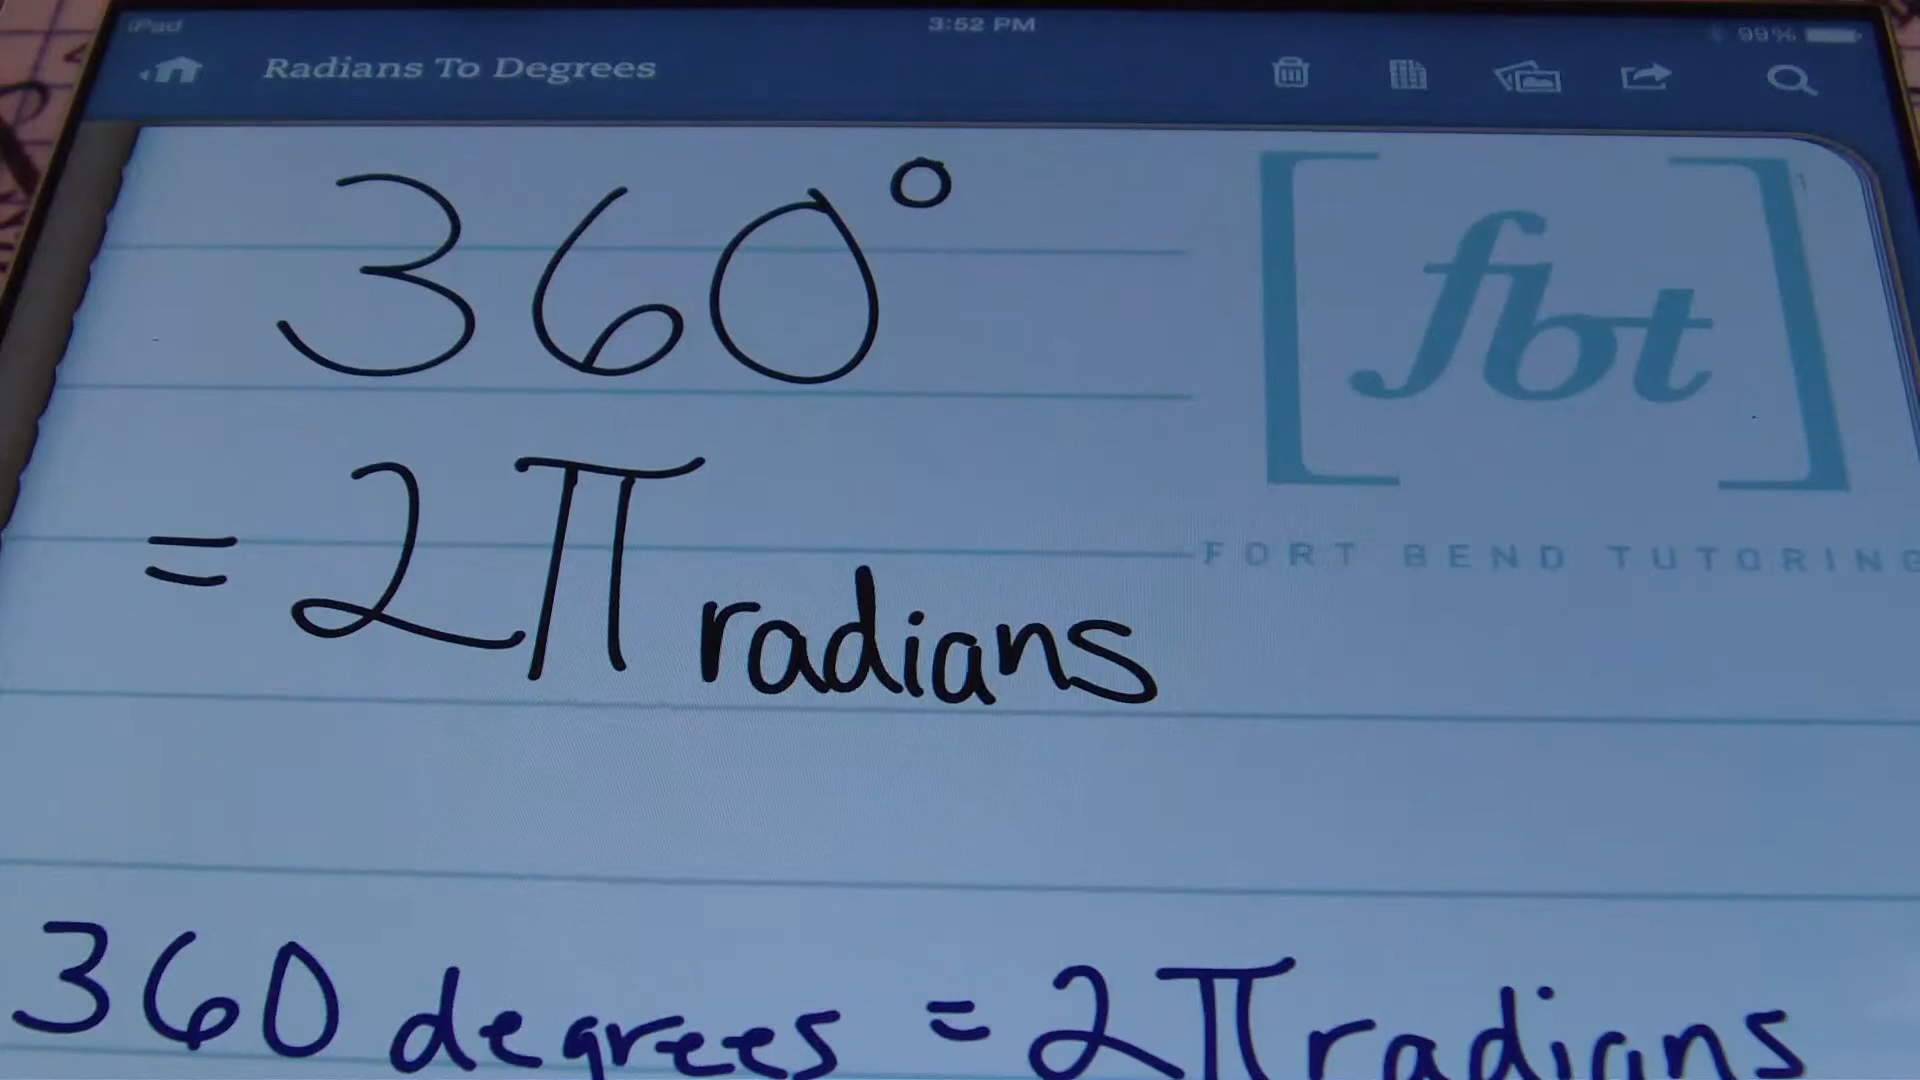 iPad 3:52 PM 99%
Radians To Degrees
360°
fbt
= 2π radians
FORT BEND TUTORING
360 degrees = 2π radians